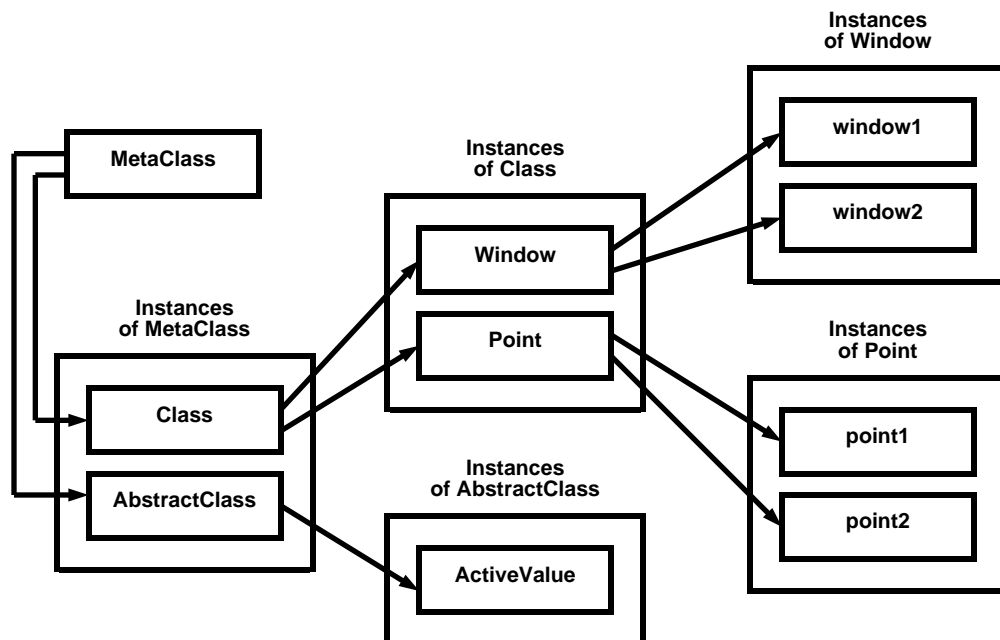 MetaClass
Instances
of MetaClass
Class
AbstractClass
Instances
of Class
Window
Point
Instances
of AbstractClass
ActiveValue
Instances
of Window
window1
window2
Instances
of Point
point1
point2